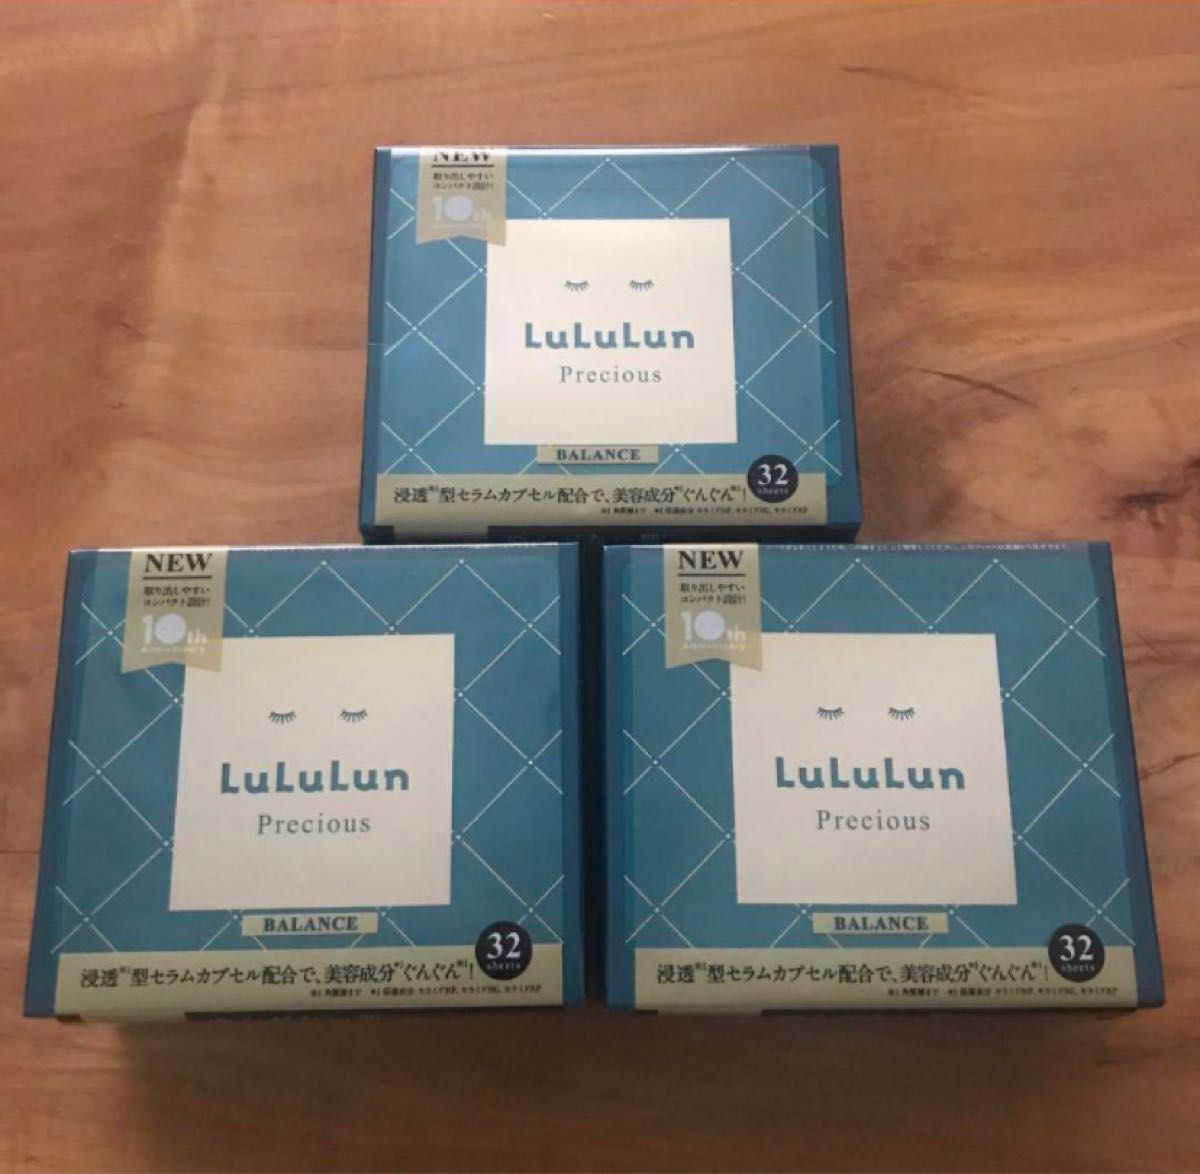 NEW
取り出しやすい
コンパクト設計!
10th
LuLuLun
Precious
BALANCE
32
sheets
浸透※1型セラムカプセル配合で、美容成分※2ぐんぐん※1!
NEW
取り出しやすい
コンパクト設計!
10th
Anniversary
LuLuLun
Precious
BALANCE
32
sheets
浸透※1型セラムカプセル配合で、美容成分※2ぐんぐん※1!
NEW
取り出しやすい
コンパクト設計!
10th
Anniversary
LuLuLun
Precious
BALANCE
32
sheets
浸透※1型セラムカプセル配合で、美容成分※2ぐんぐん※1!